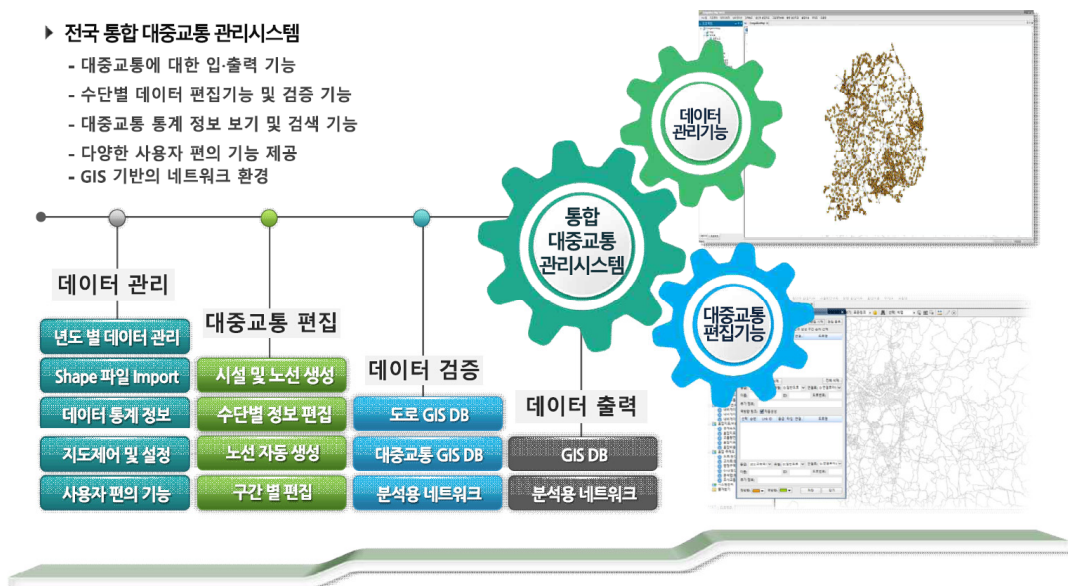 전국 통합 대중교통 관리시스템
- 대중교통에 대한 입·출력 기능
- 수단별 데이터 편집기능 및 검증 기능
- 대중교통 통계 정보 보기 및 검색 기능
- 다양한 사용자 편의 기능 제공
- GIS 기반의 네트워크 환경
데이터
관리기능
통합
대중교통
관리시스템
대중교통
편집기능
데이터 관리
년도 별 데이터 관리
Shape 파일 Import
데이터 통계 정보
지도제어 및 설정
사용자 편의 기능
대중교통 편집
시설 및 노선 생성
수단별 정보 편집
노선 자동 생성
구간 별 편집
데이터 검증
도로 GIS DB
대중교통 GIS DB
분석용 네트워크
데이터 출력
GIS DB
분석용 네트워크